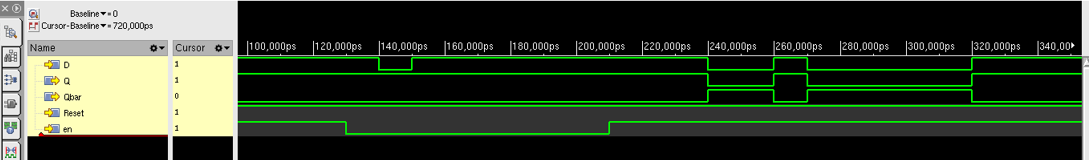 Baseline ▾ = 0
Cursor-Baseline ▾ = 720,000ps
Name Cursor 100,000ps 120,000ps 140,000ps 160,000ps 180,000ps 200,000ps 220,000ps 240,000ps 260,000ps 280,000ps 300,000ps 320,000ps 340,
D 1
Q 1
Qbar 0
Reset 1
en 1